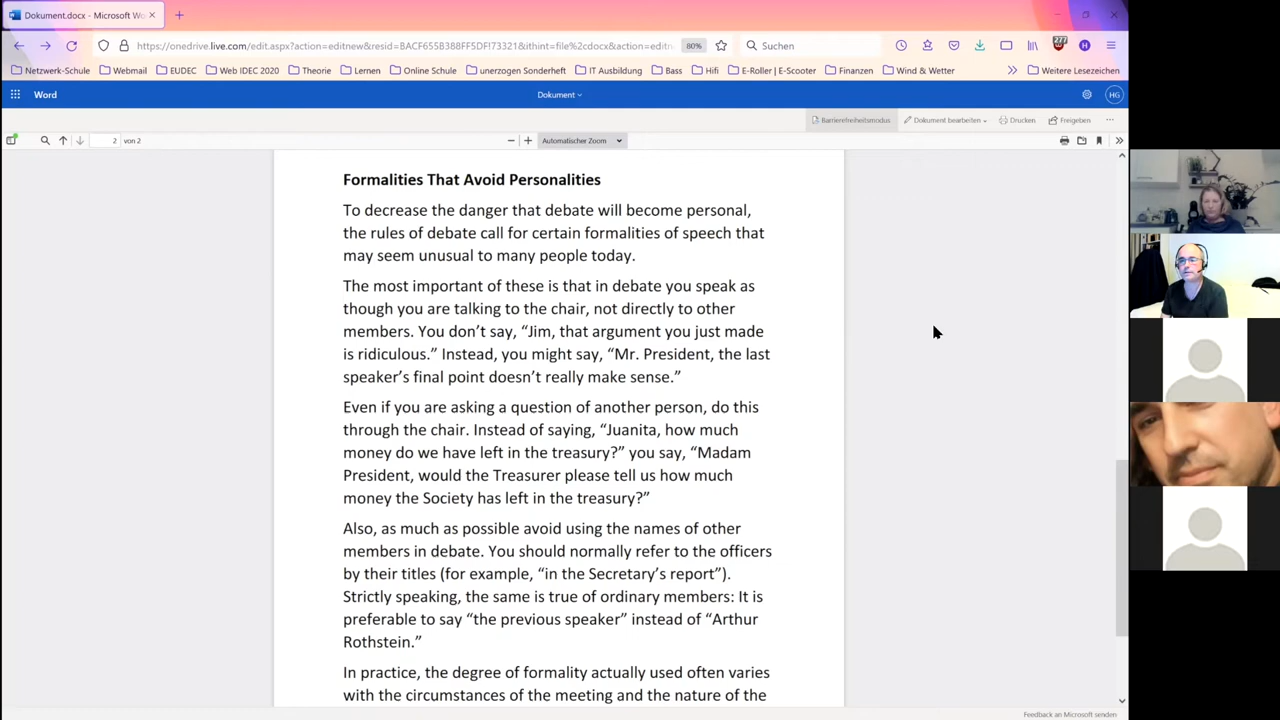 Dokument.docx - Microsoft Wo
https://onedrive.live.com/edit.aspx?action=editnew&resid=BACF655B388FF5DF!73321&ithint=file%2cdocx&action=editn
80%
Suchen
277
H
Netzwerk-Schule
Webmail
EUDEC
Web IDEC 2020
Theorie
Lernen
Online Schule
unerzogen Sonderheft
IT Ausbildung
Bass
Hifi
E-Roller | E-Scooter
Finanzen
Wind & Wetter
Weitere Lesezeichen
Word
Dokument
HG
Barrierefreiheitsmodus
Dokument bearbeiten
Drucken
Freigeben
2 von 2
Automatischer Zoom
Formalities That Avoid Personalities
To decrease the danger that debate will become personal,
the rules of debate call for certain formalities of speech that
may seem unusual to many people today.
The most important of these is that in debate you speak as
though you are talking to the chair, not directly to other
members. You don’t say, “Jim, that argument you just made
is ridiculous.” Instead, you might say, “Mr. President, the last
speaker’s final point doesn’t really make sense.”
Even if you are asking a question of another person, do this
through the chair. Instead of saying, “Juanita, how much
money do we have left in the treasury?” you say, “Madam
President, would the Treasurer please tell us how much
money the Society has left in the treasury?”
Also, as much as possible avoid using the names of other
members in debate. You should normally refer to the officers
by their titles (for example, “in the Secretary’s report”).
Strictly speaking, the same is true of ordinary members: It is
preferable to say “the previous speaker” instead of “Arthur
Rothstein.”
In practice, the degree of formality actually used often varies
with the circumstances of the meeting and the nature of the
Feedback an Microsoft senden